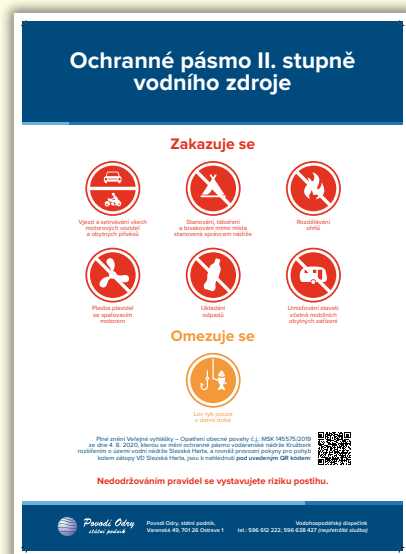 Ochranné pásmo II. stupně
vodního zdroje
Zakazuje se
Vjezd a setrvávání všech
motorových vozidel
a obytných přívěsů
Stanování, táboření
a bivakování mimo místa
stanovená správcem nádrže
Rozdělávání
ohňů
Plavba plavidel
se spalovacím
motorem
Ukládání
odpadů
Umisťování staveb
včetně mobilních
obytných zařízení
Omezuje se
Lov ryb pouze
v denní době
Plné znění Veřejné vyhlášky – Opatření obecné povahy č.j.: MSK 145575/2019
ze dne 4. 8. 2020, kterou se mění ochranné pásmo vodárenské nádrže Kružberk
rozšířením o území vodní nádrže Slezská Harta, a rovněž provozní pokyny pro pohyb
kolem zátopy VD Slezská Harta, jsou k nahlédnutí pod uvedeným QR kódem:
Nedodržováním pravidel se vystavujete riziku postihu.
Povodí Odry
státní podnik
Povodí Odry, státní podnik,
Varenská 49, 701 26 Ostrava 1
Vodohospodářský dispečink
tel.: 596 612 222, 596 638 427 (nepřetržitá služba)